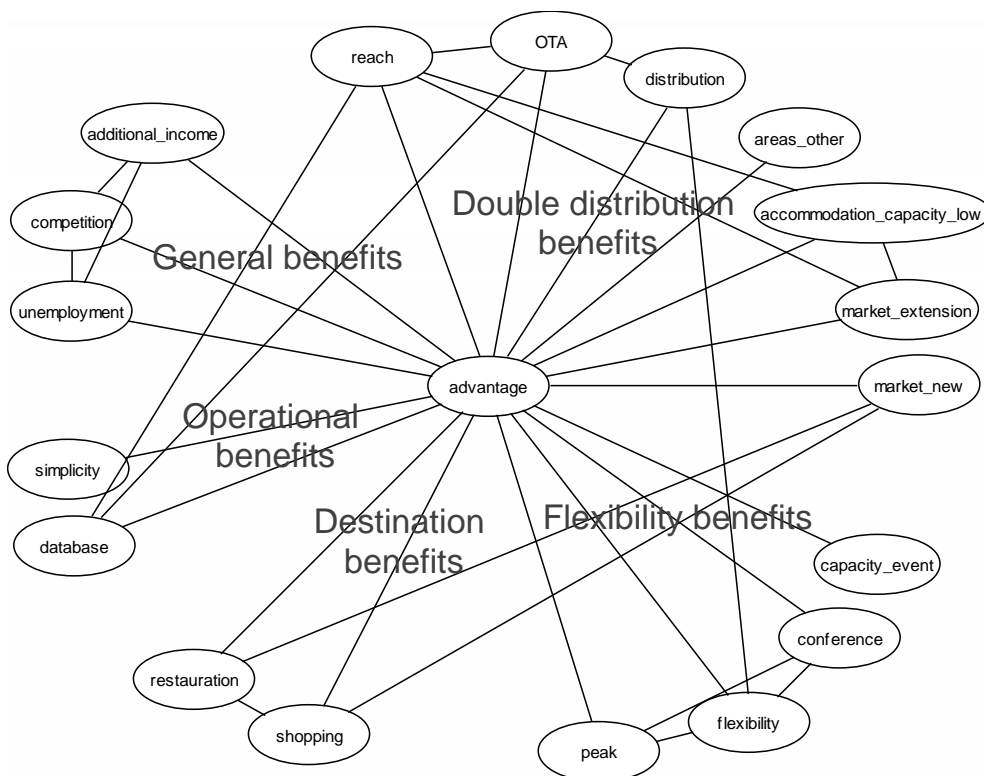 OTA
reach
distribution
additional_income
areas_other
Double distribution
benefits
competition
accommodation_capacity_low
General benefits
unemployment
market_extension
advantage
market_new
Operational
benefits
simplicity
Destination
benefits
Flexibility benefits
database
capacity_event
conference
restauration
shopping
flexibility
peak